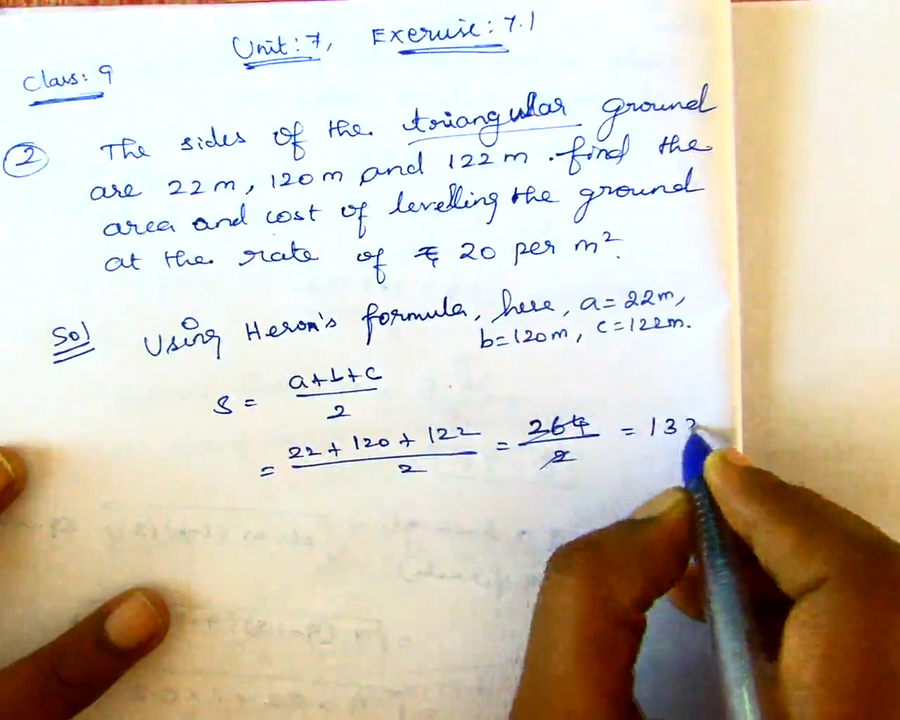 Unit: 7, Exercise: 7.1
Class: 9
2 The sides of the triangular ground
are 22 m, 120 m and 122 m. find the
area and cost of levelling the ground
at the rate of ₹ 20 per m².
Sol Using Heron's formula, here, a = 22m,
b = 120m, c = 122m.
S = a+b+c / 2
= 22 + 120 + 122 / 2 = 264 / 2 = 13